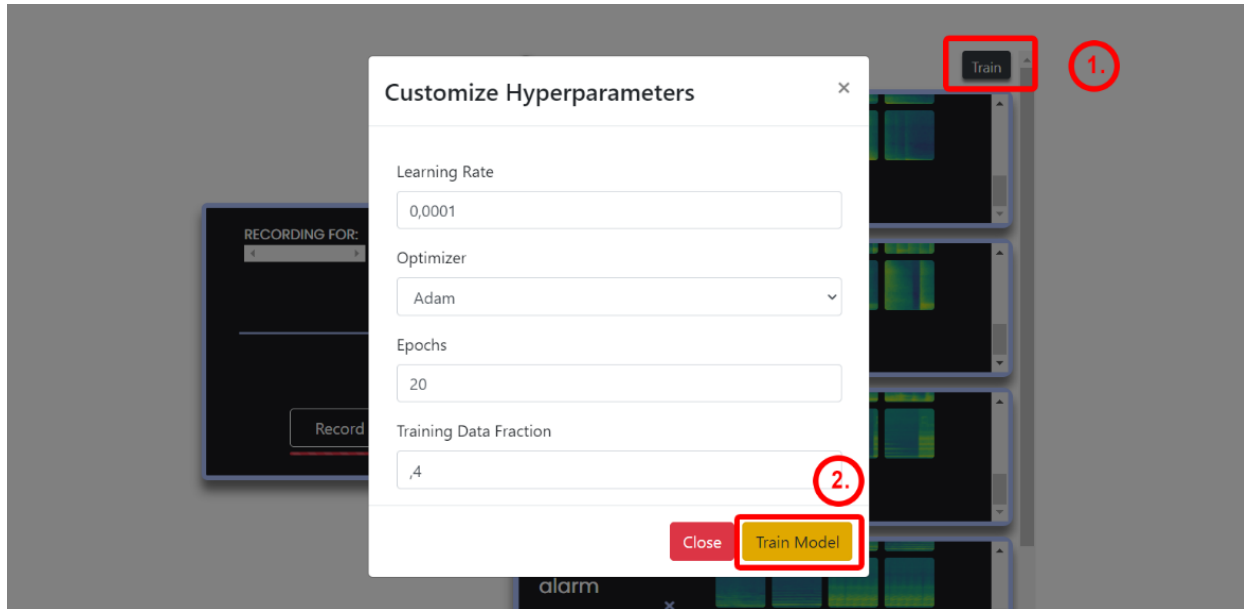 Train
1.
Customize Hyperparameters
×
Learning Rate
0,0001
RECORDING FOR:
Optimizer
Adam
Epochs
20
Record
Training Data Fraction
,4
2.
Close
Train Model
alarm
×